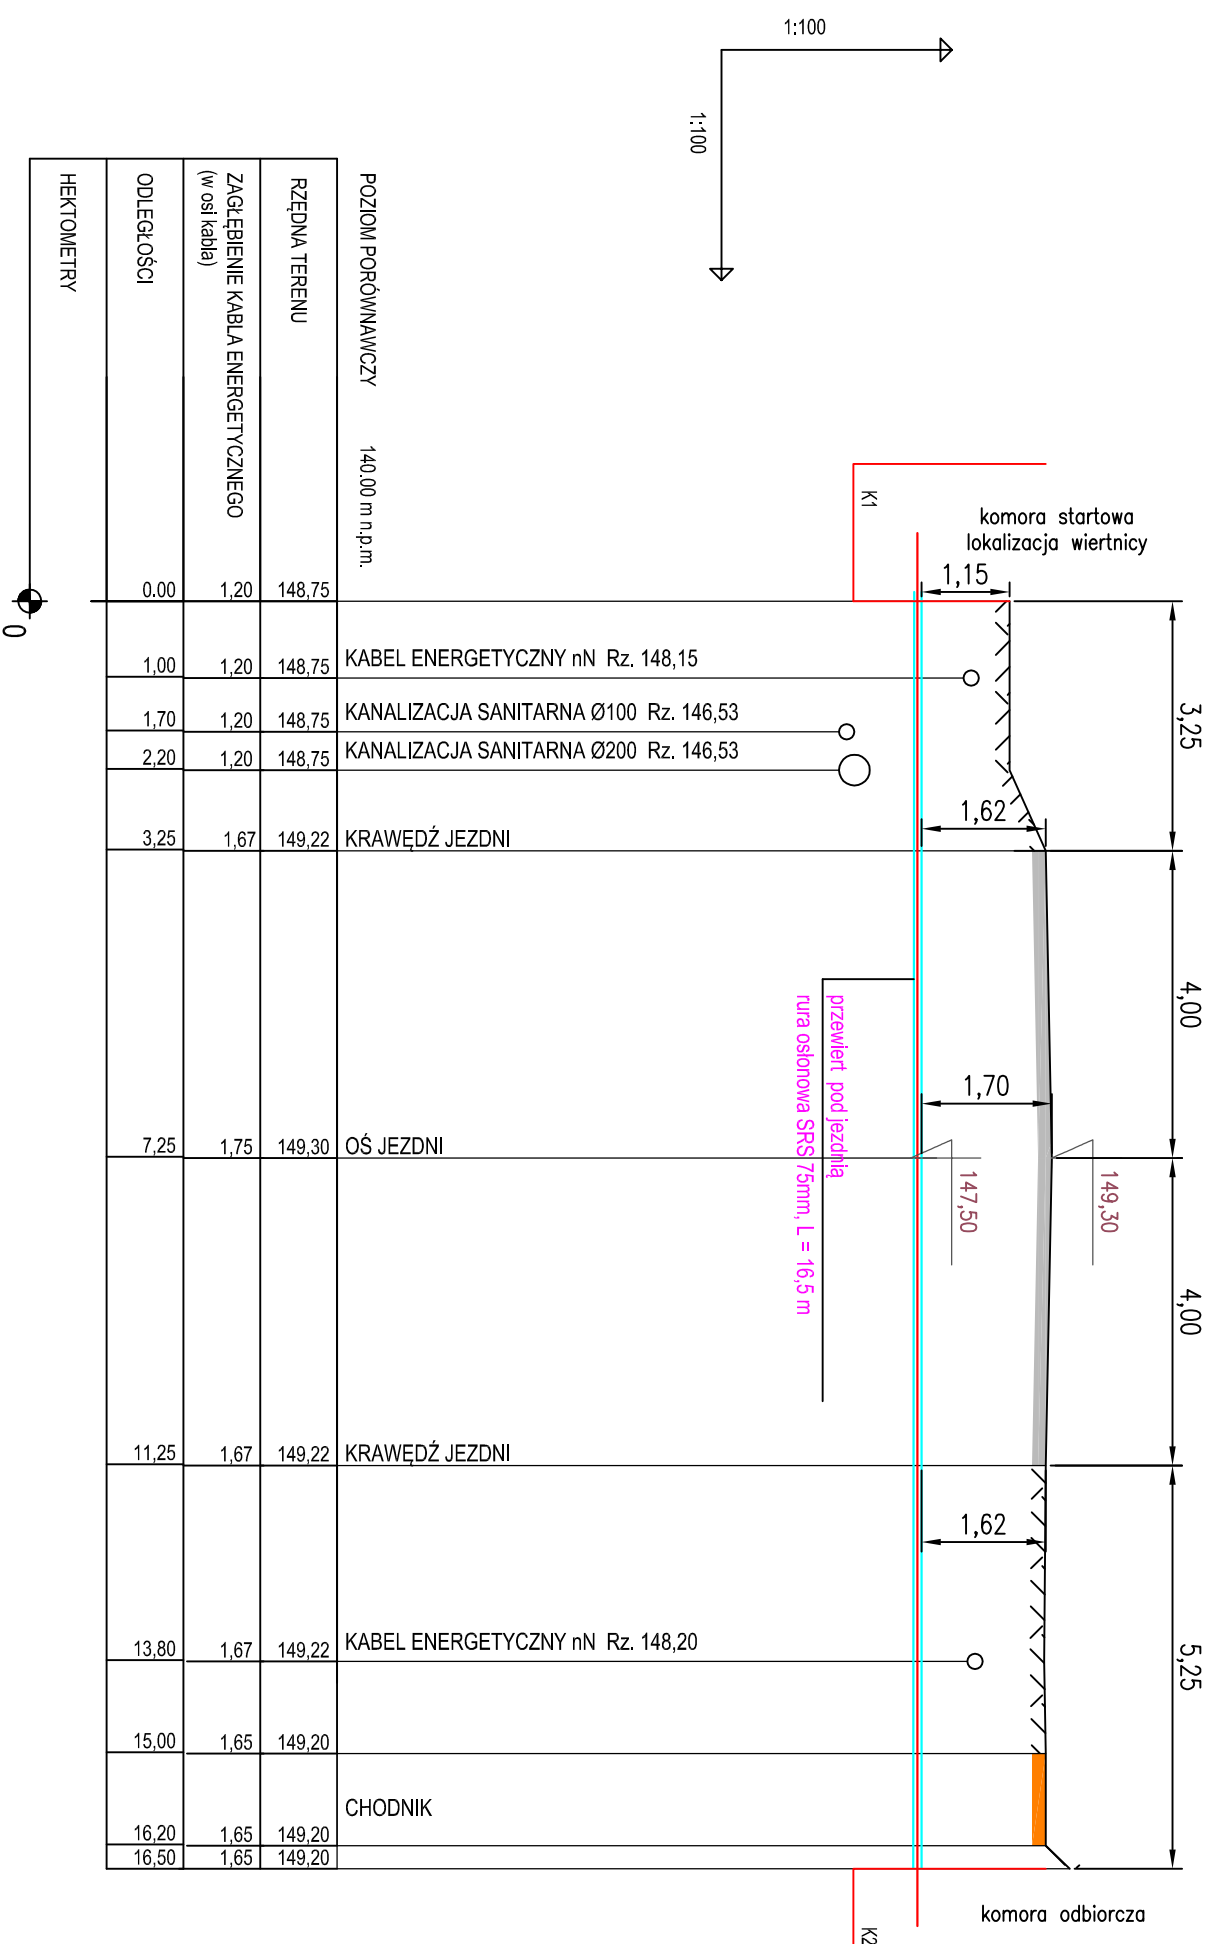 1:100
1:100
komora startowa
lokalizacja wiertnicy
komora odbiorcza
K1
K2
3,25
4,00
4,00
5,25
1,15
1,62
1,70
1,62
149,30
147,50
przewiert pod jezdnią
rura osłonowa SRS 75mm, L = 16,5 m
POZIOM PORÓWNAWCZY 140.00 m n.p.m.
KABEL ENERGETYCZNY nN Rz. 148,15
KANALIZACJA SANITARNA Ø100 Rz. 146,53
KANALIZACJA SANITARNA Ø200 Rz. 146,53
KRAWĘDŹ JEZDNI
OŚ JEZDNI
KRAWĘDŹ JEZDNI
KABEL ENERGETYCZNY nN Rz. 148,20
CHODNIK
RZĘDNA TERENU
148,75 148,75 148,75 148,75 149,22 149,30 149,22 149,22 149,20 149,20 149,20
ZAGŁĘBIENIE KABLA ENERGETYCZNEGO
(w osi kabla)
1,20 1,20 1,20 1,20 1,67 1,75 1,67 1,67 1,65 1,65 1,65
ODLEGŁOŚCI
0.00 1,00 1,70 2,20 3,25 7,25 11,25 13,80 15,00 16,20 16,50
HEKTOMETRY
0